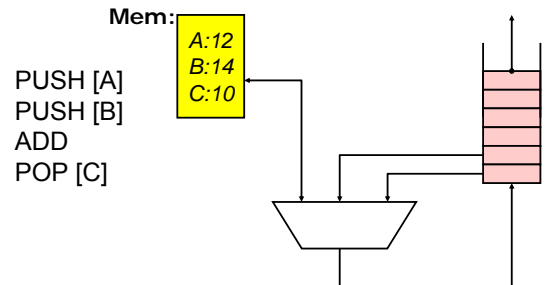 Mem:
A:12
B:14
C:10
PUSH [A]
PUSH [B]
ADD
POP [C]